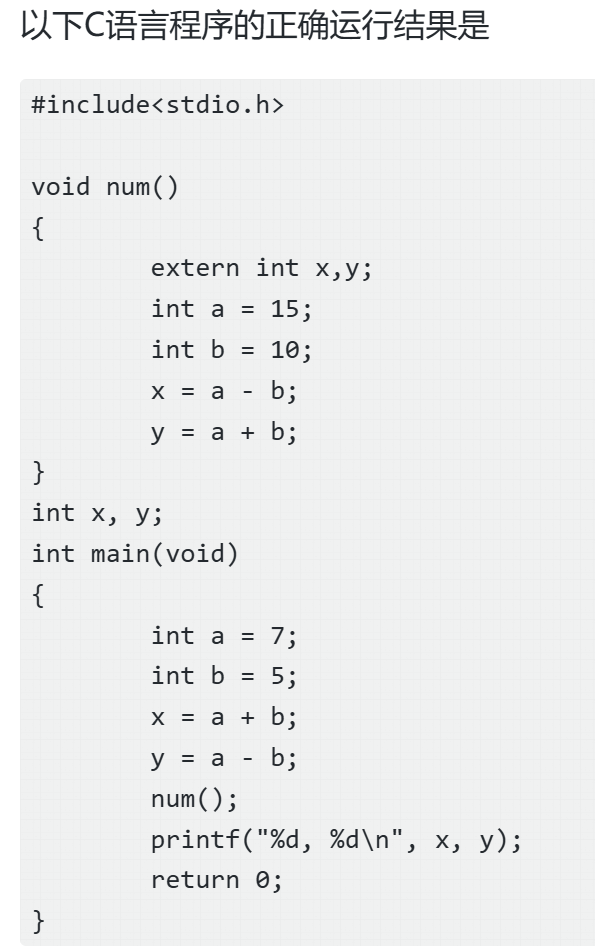 以下C语言程序的正确运行结果是
#include<stdio.h>
void num()
{
extern int x,y;
int a = 15;
int b = 10;
x = a - b;
y = a + b;
}
int x, y;
int main(void)
{
int a = 7;
int b = 5;
x = a + b;
y = a - b;
num();
printf("%d, %d\n", x, y);
return 0;
}